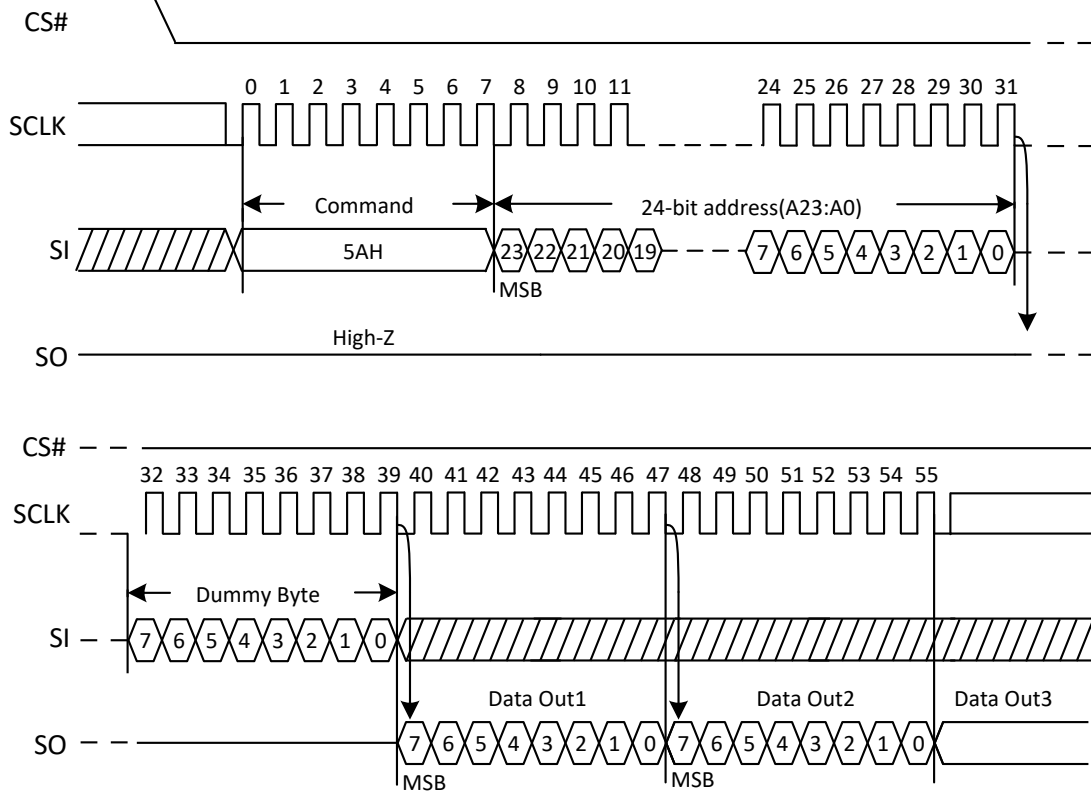 CS#
0 1 2 3 4 5 6 7 8 9 10 11 24 25 26 27 28 29 30 31
SCLK
Command 24-bit address(A23:A0)
SI 5AH 23 22 21 20 19 7 6 5 4 3 2 1 0
MSB
High-Z
SO
CS#
32 33 34 35 36 37 38 39 40 41 42 43 44 45 46 47 48 49 50 51 52 53 54 55
SCLK
Dummy Byte
SI 7 6 5 4 3 2 1 0
Data Out1 Data Out2 Data Out3
SO 7 6 5 4 3 2 1 0 7 6 5 4 3 2 1 0
MSB MSB